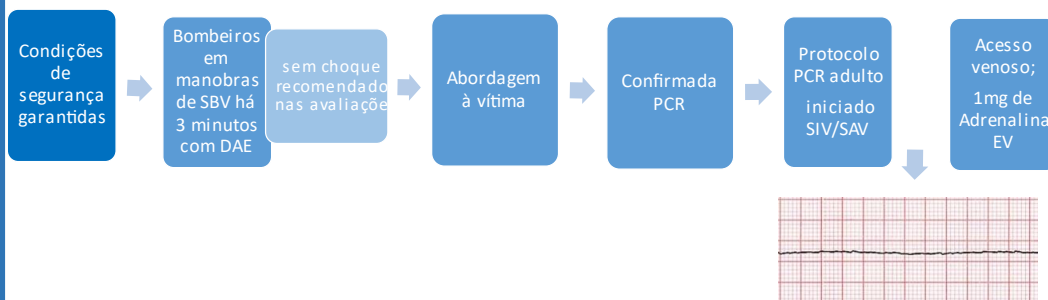 Condições
de
segurança
garantidas
Bombeiros
em
manobras
de SBV há
3 minutos
com DAE
sem choque
recomendado
nas avaliaçõe
Abordagem
à vítima
Confirmada
PCR
Protocolo
PCR adulto
iniciado
SIV/SAV
Acesso
venoso;
1mg de
Adrenalina
EV